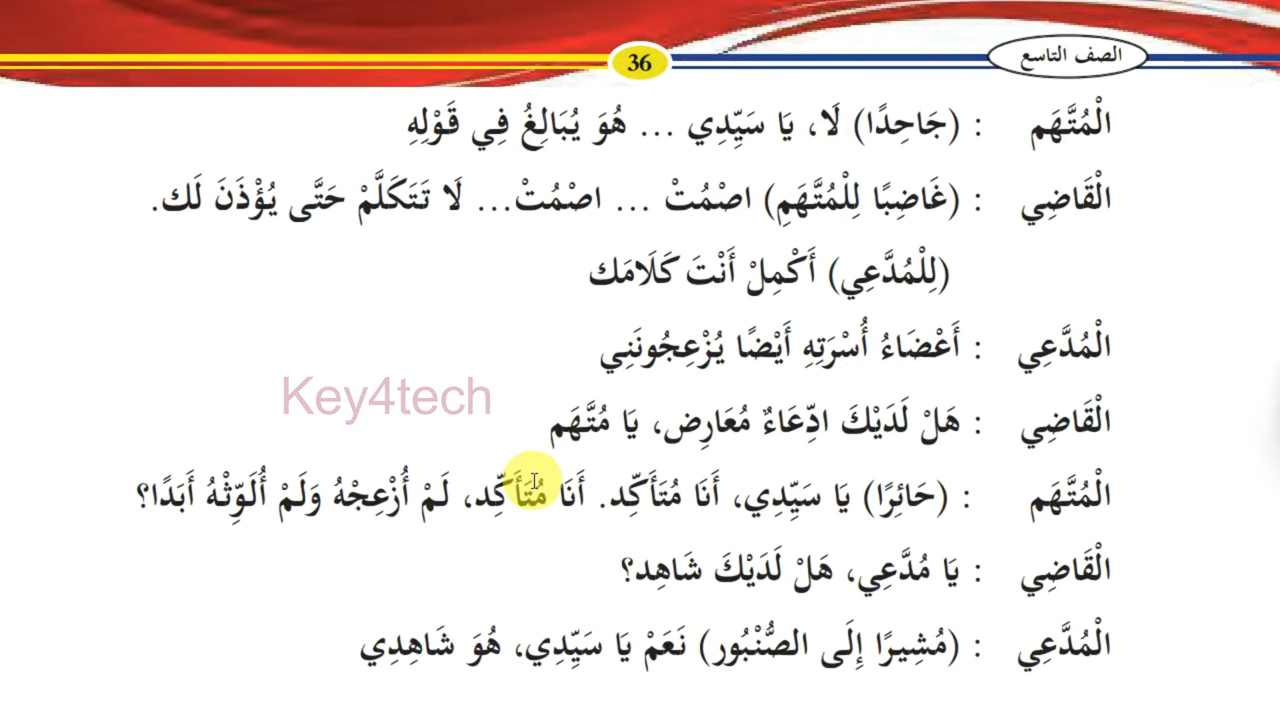 36
الصف التاسع
الْمُتَّهَم : (جَاحِدًا) لَا، يَا سَيِّدِي ... هُوَ يُبَالِغُ فِي قَوْلِهِ
الْقَاضِي : (غَاضِبًا لِلْمُتَّهَمِ) اصْمُتْ ... اصْمُتْ... لَا تَتَكَلَّمْ حَتَّى يُؤْذَنَ لَك.
(لِلْمُدَّعِي) أَكْمِلْ أَنْتَ كَلَامَك
الْمُدَّعِي : أَعْضَاءُ أُسْرَتِهِ أَيْضًا يُزْعِجُونَنِي
Key4tech
الْقَاضِي : هَلْ لَدَيْكَ ادِّعَاءٌ مُعَارِض، يَا مُتَّهَم
الْمُتَّهَم : (حَائِرًا) يَا سَيِّدِي، أَنَا مُتَأَكِّد. أَنَا مُتَأَكِّد، لَمْ أُزْعِجْهُ وَلَمْ أُلَوِّثْهُ أَبَدًا؟
الْقَاضِي : يَا مُدَّعِي، هَلْ لَدَيْكَ شَاهِد؟
الْمُدَّعِي : (مُشِيرًا إِلَى الصُّنْبُور) نَعَمْ يَا سَيِّدِي، هُوَ شَاهِدِي